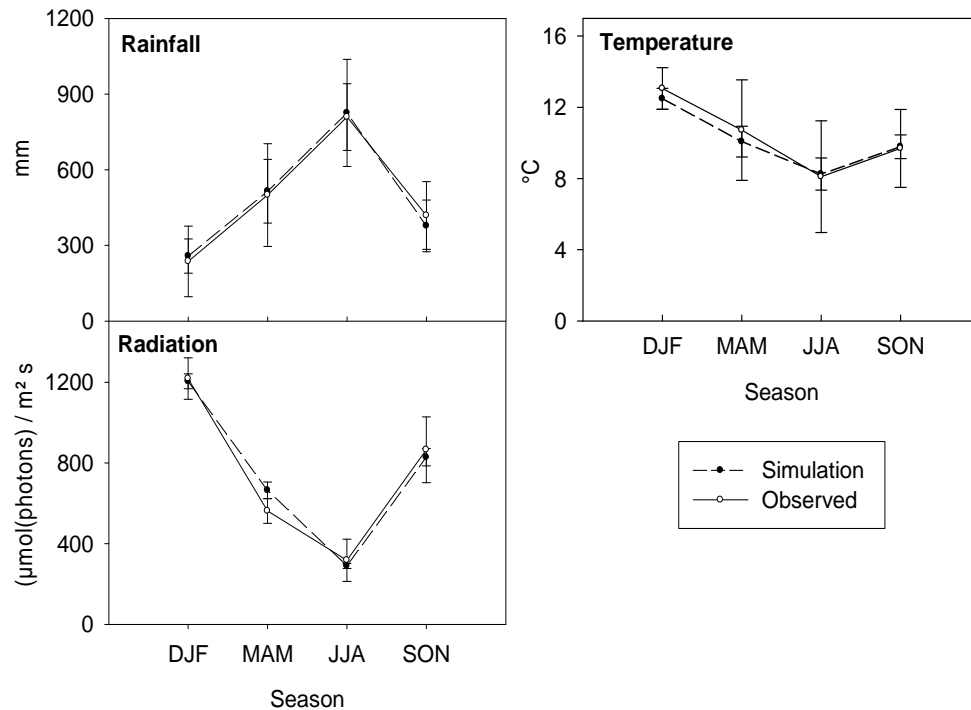 Rainfall
1200
900
600
300
0
mm
Radiation
1200
800
400
0
(µmol(photons) / m² s
DJF MAM JJA SON
Season
Temperature
16
12
8
4
0
°C
DJF MAM JJA SON
Season
Simulation
Observed